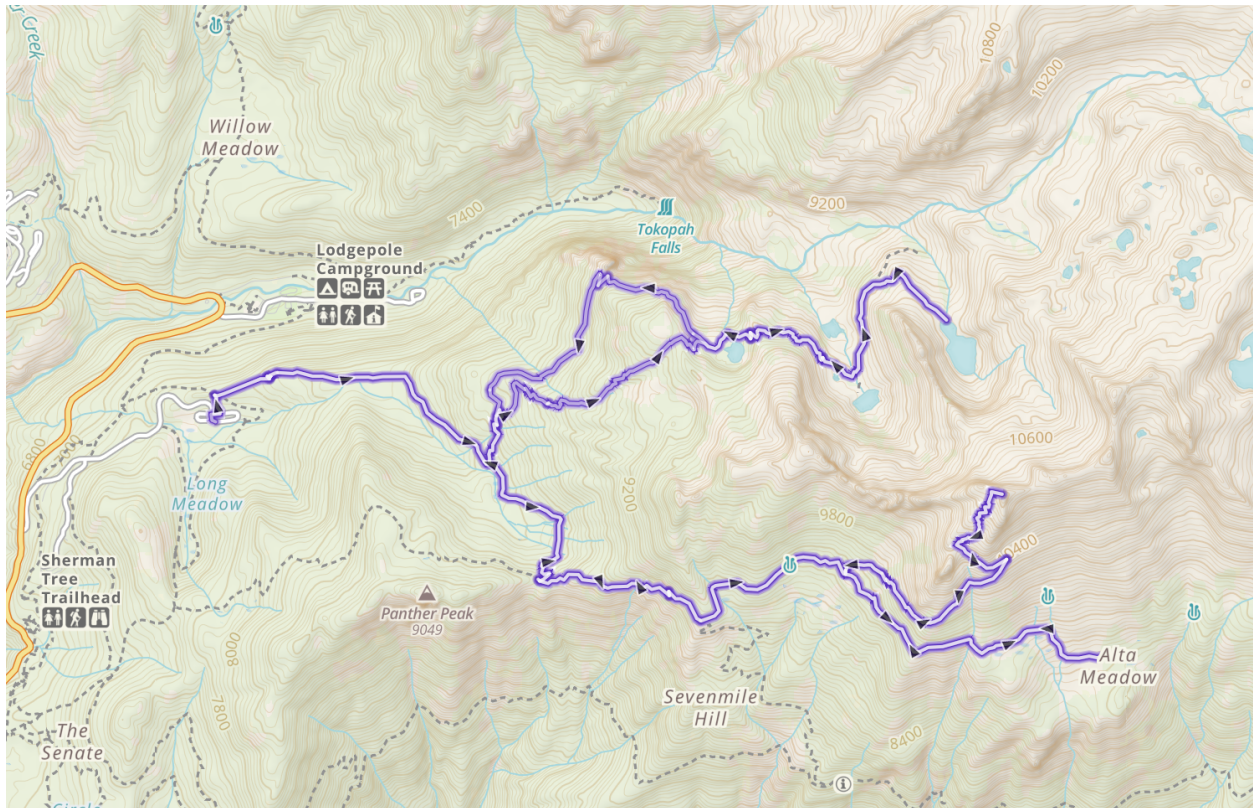 Creek
Willow
Meadow
10800
10200
9200
7400
Tokopah
Falls
Lodgepole
Campground
6800
10600
Long
Meadow
9200
9800
10400
Sherman
Tree
Trailhead
Panther Peak
9049
8000
7800
Sevenmile
Hill
Alta
Meadow
8400
The
Senate